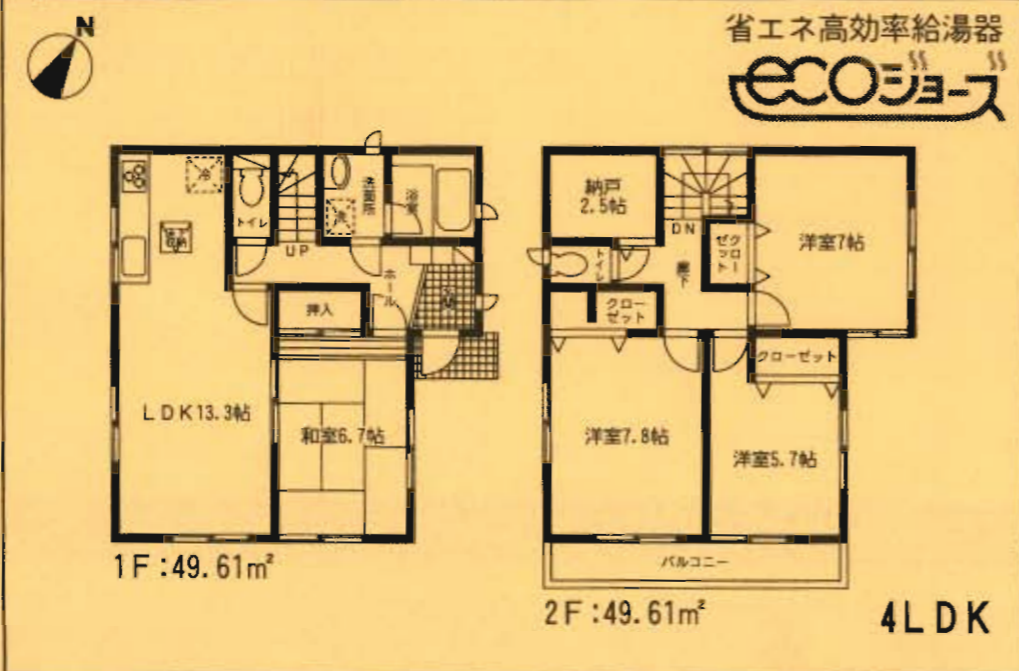 N
省エネ高効率給湯器
ecoジョーズ
冷
トイレ
UP
洗面所
洗
浴室
ホール
玄関
押入
LDK13.3帖
和室6.7帖
1F:49.61㎡
納戸
2.5帖
DN
トイレ
廊下
クロー
ゼット
洋室7帖
クロー
ゼット
クローゼット
洋室7.8帖
洋室5.7帖
バルコニー
2F:49.61㎡
4LDK